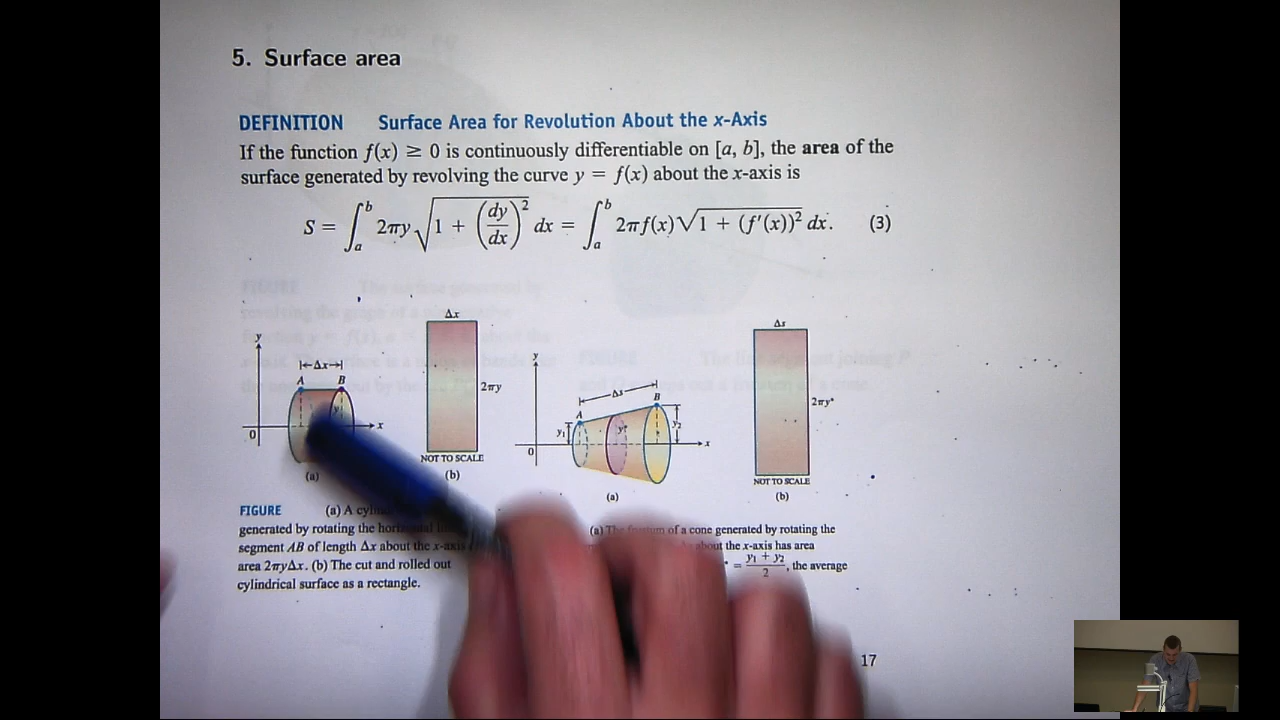 5. Surface area
DEFINITION Surface Area for Revolution About the x-Axis
If the function f(x) ≥ 0 is continuously differentiable on [a, b], the area of the
surface generated by revolving the curve y = f(x) about the x-axis is
S = ∫_a^b 2πy √(1 + (dy/dx)^2) dx = ∫_a^b 2πf(x)√(1 + (f′(x))^2) dx. (3)
y
Δx
A B
y
0 x
(a)
Δx
2πy
NOT TO SCALE
(b)
y
Δs
A B
y1 y* y2
0 x
(a)
Δs
2πy*
NOT TO SCALE
(b)
FIGURE (a) A
generated by rotating the
segment AB of length Δx about the x-axis
area 2πyΔx. (b) The cut and rolled out
cylindrical surface as a rectangle.
(a) The frustum of a cone generated by rotating the
about the x-axis has area
= (y1 + y2)/2, the average
17